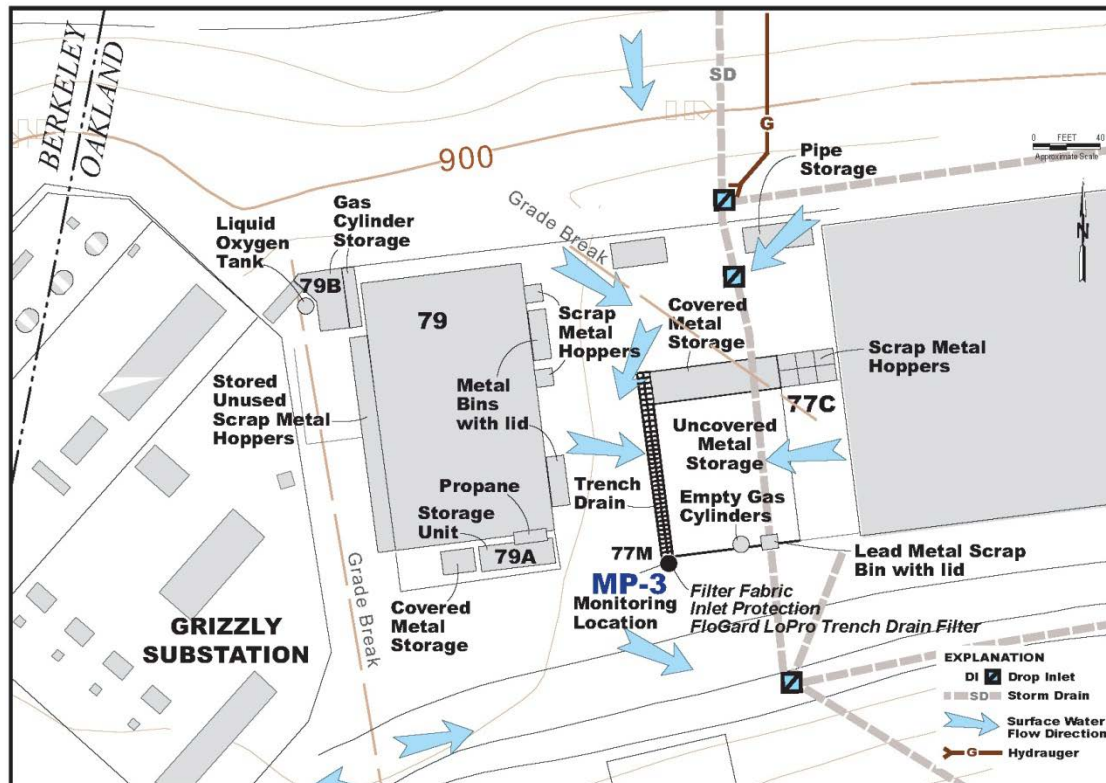 BERKELEY
OAKLAND
SD
G
900
0 FEET 40
Approximate Scale
N
Pipe
Storage
Grade Break
Liquid
Oxygen
Tank
Gas
Cylinder
Storage
79B
79
Scrap
Metal
Hoppers
Covered
Metal
Storage
Scrap Metal
Hoppers
77C
Stored
Unused
Scrap Metal
Hoppers
Metal
Bins
with lid
Uncovered
Metal
Storage
Trench
Drain
Empty Gas
Cylinders
Propane
Storage
Unit
79A
77M
MP-3
Monitoring
Location
Filter Fabric
Inlet Protection
FloGard LoPro Trench Drain Filter
Lead Metal Scrap
Bin with lid
Covered
Metal
Storage
Grade Break
GRIZZLY
SUBSTATION
EXPLANATION
DI Drop Inlet
SD Storm Drain
Surface Water
Flow Direction
G Hydrauger